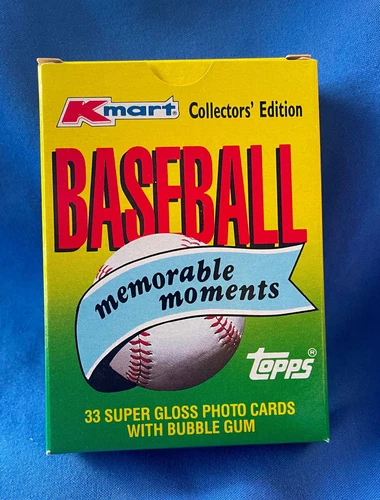 Kmart® Collectors' Edition
BASEBALL
memorable
moments
TOPPS®
33 SUPER GLOSS PHOTO CARDS
WITH BUBBLE GUM